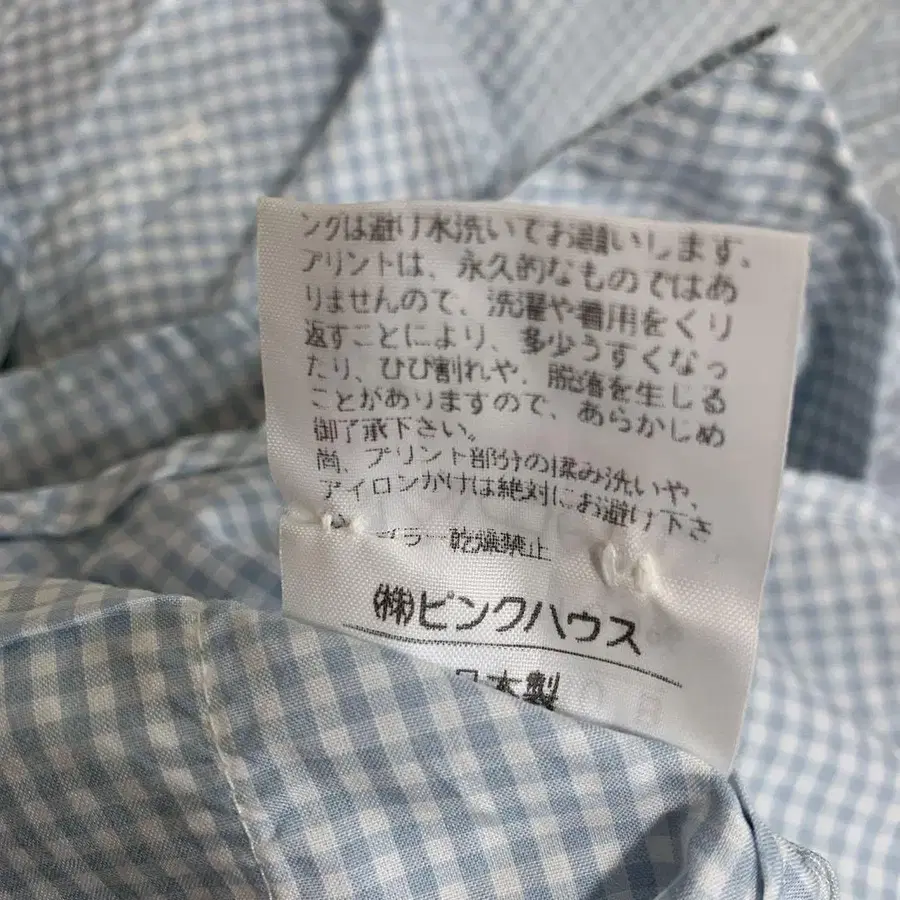 ングは避け水洗いでお願いします。
プリントは、永久的なものではあ
りませんので、洗濯や着用をくり
返すことにより、多少うすくなっ
たり、ひび割れや、脱落を生じる
ことがありますので、あらかじめ
御了承下さい。
尚、プリント部分の揉み洗いや、
アイロンがけは絶対にお避け下さ
乾燥禁止
㈱ピンクハウス
日本製